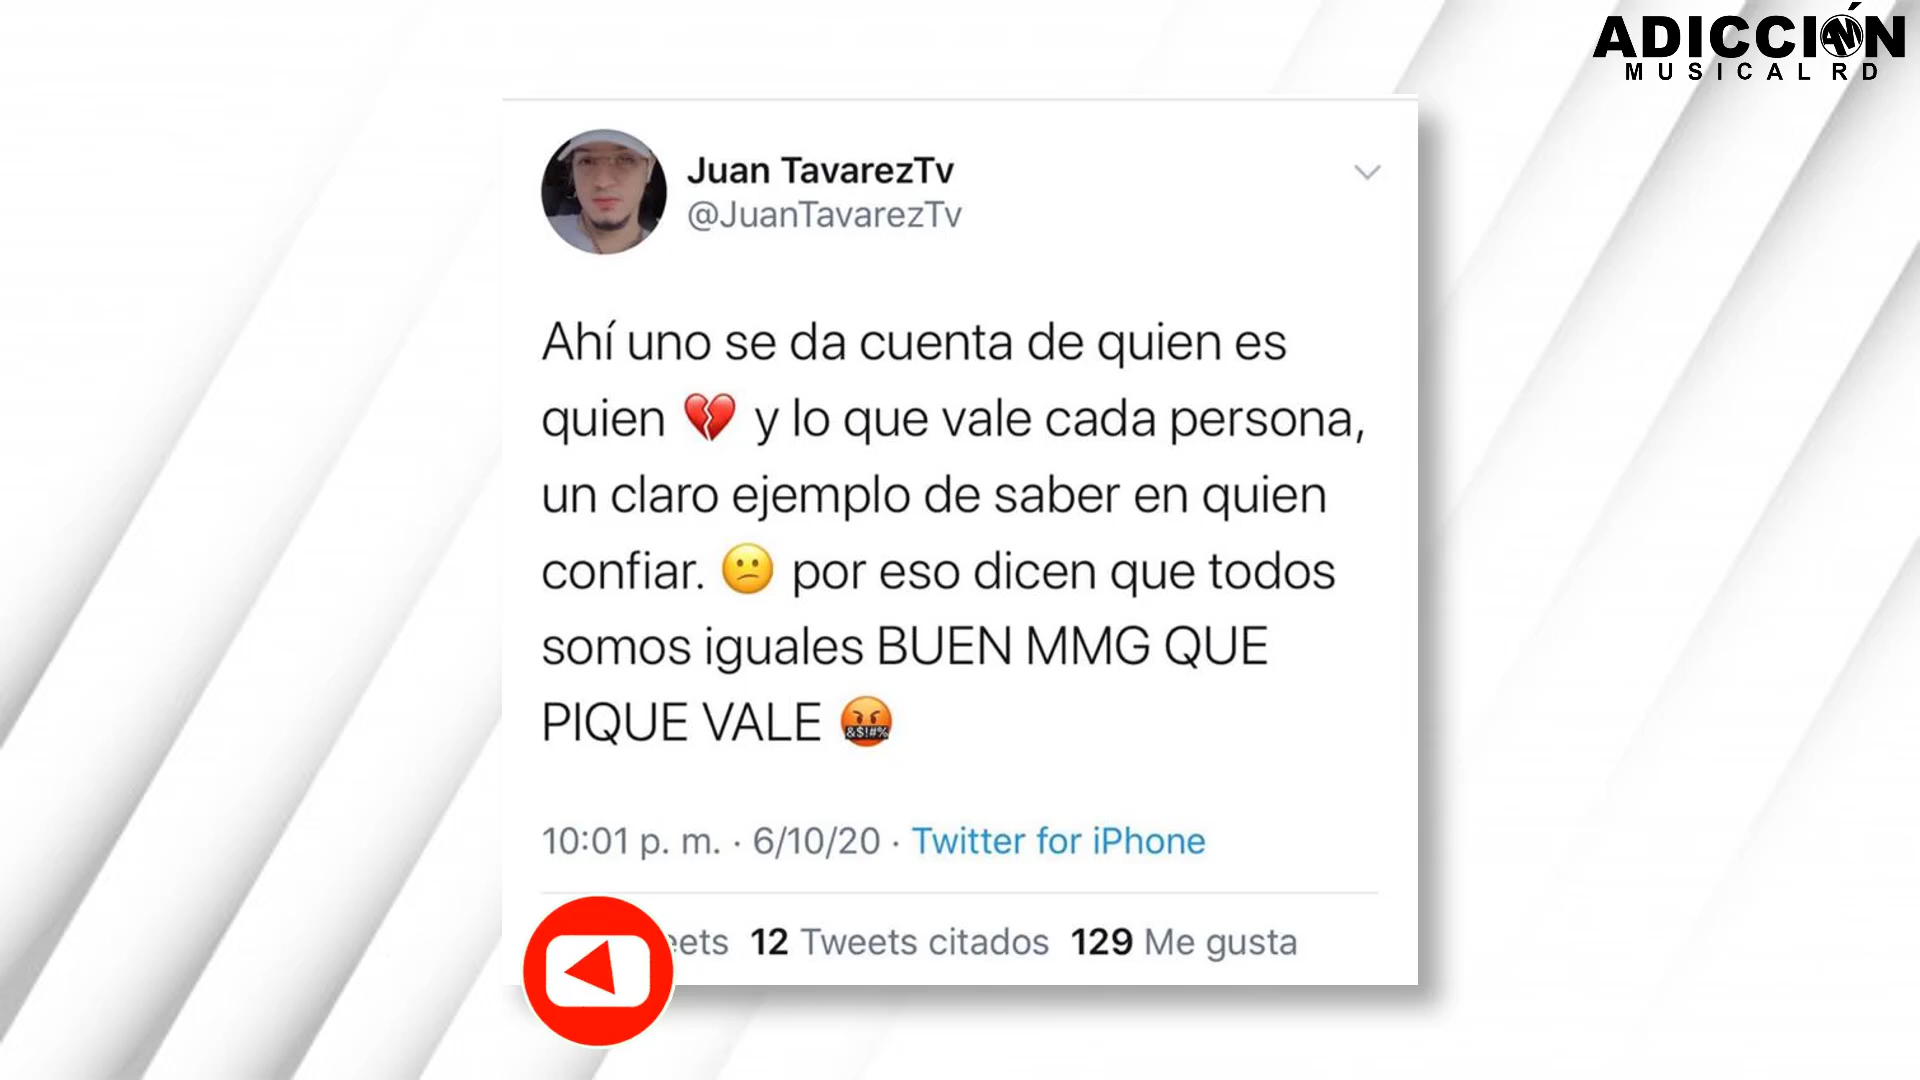 ADICCIÓN
MUSICAL RD
Juan TavarezTv
@JuanTavarezTv
Ahí uno se da cuenta de quien es
quien 💔 y lo que vale cada persona,
un claro ejemplo de saber en quien
confiar. 😕 por eso dicen que todos
somos iguales BUEN MMG QUE
PIQUE VALE 🤬
10:01 p. m. · 6/10/20 · Twitter for iPhone
12 Tweets citados 129 Me gusta